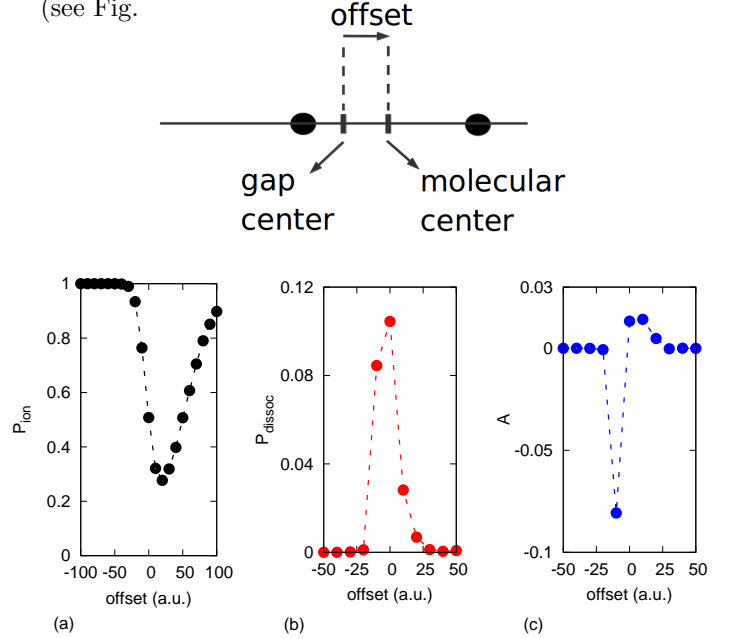 (see Fig.
offset
gap
center
molecular
center
1
0.8
0.6
0.4
0.2
0
P_ion
-100
-50
0
50
100
offset (a.u.)
(a)
0.12
0.08
0.04
0
P_dissoc
-50
-25
0
25
50
offset (a.u.)
(b)
0.03
0
-0.05
-0.1
A
-50
-25
0
25
50
offset (a.u.)
(c)